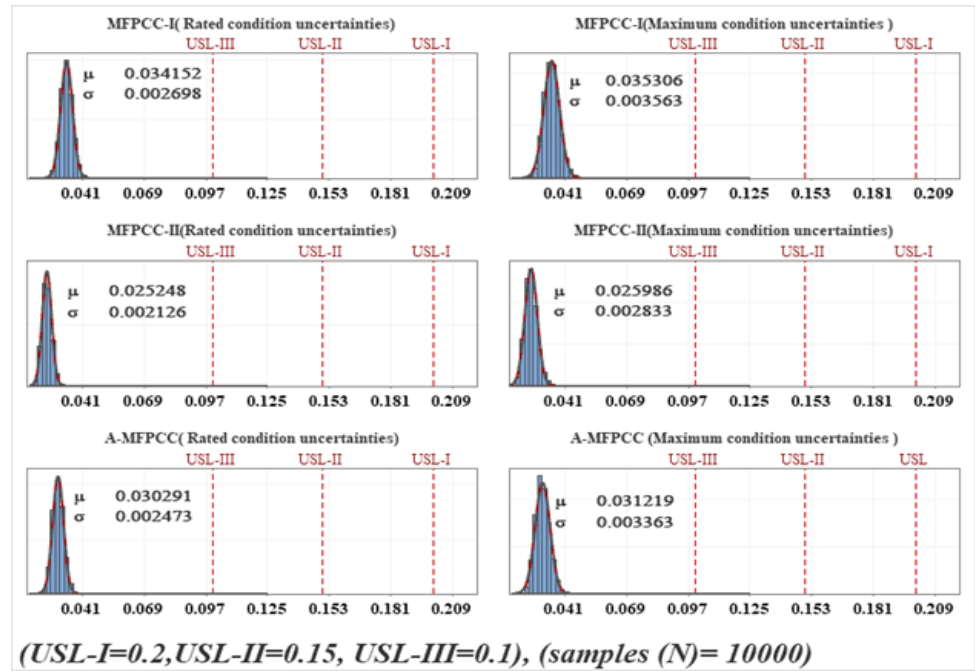 MFPCC-I( Rated condition uncertainties)
USL-III USL-II USL-I
μ 0.034152
σ 0.002698
0.041 0.069 0.097 0.125 0.153 0.181 0.209
MFPCC-I(Maximum condition uncertainties )
USL-III USL-II USL-I
μ 0.035306
σ 0.003563
0.041 0.069 0.097 0.125 0.153 0.181 0.209
MFPCC-II(Rated condition uncertainties)
USL-III USL-II USL-I
μ 0.025248
σ 0.002126
0.041 0.069 0.097 0.125 0.153 0.181 0.209
MFPCC-II(Maximum condition uncertainties)
USL-III USL-II USL-I
μ 0.025986
σ 0.002833
0.041 0.069 0.097 0.125 0.153 0.181 0.209
A-MFPCC( Rated condition uncertainties)
USL-III USL-II USL-I
μ 0.030291
σ 0.002473
0.041 0.069 0.097 0.125 0.153 0.181 0.209
A-MFPCC (Maximum condition uncertainties )
USL-III USL-II USL
μ 0.031219
σ 0.003363
0.041 0.069 0.097 0.125 0.153 0.181 0.209
(USL-I=0.2,USL-II=0.15, USL-III=0.1), (samples (N)= 10000)